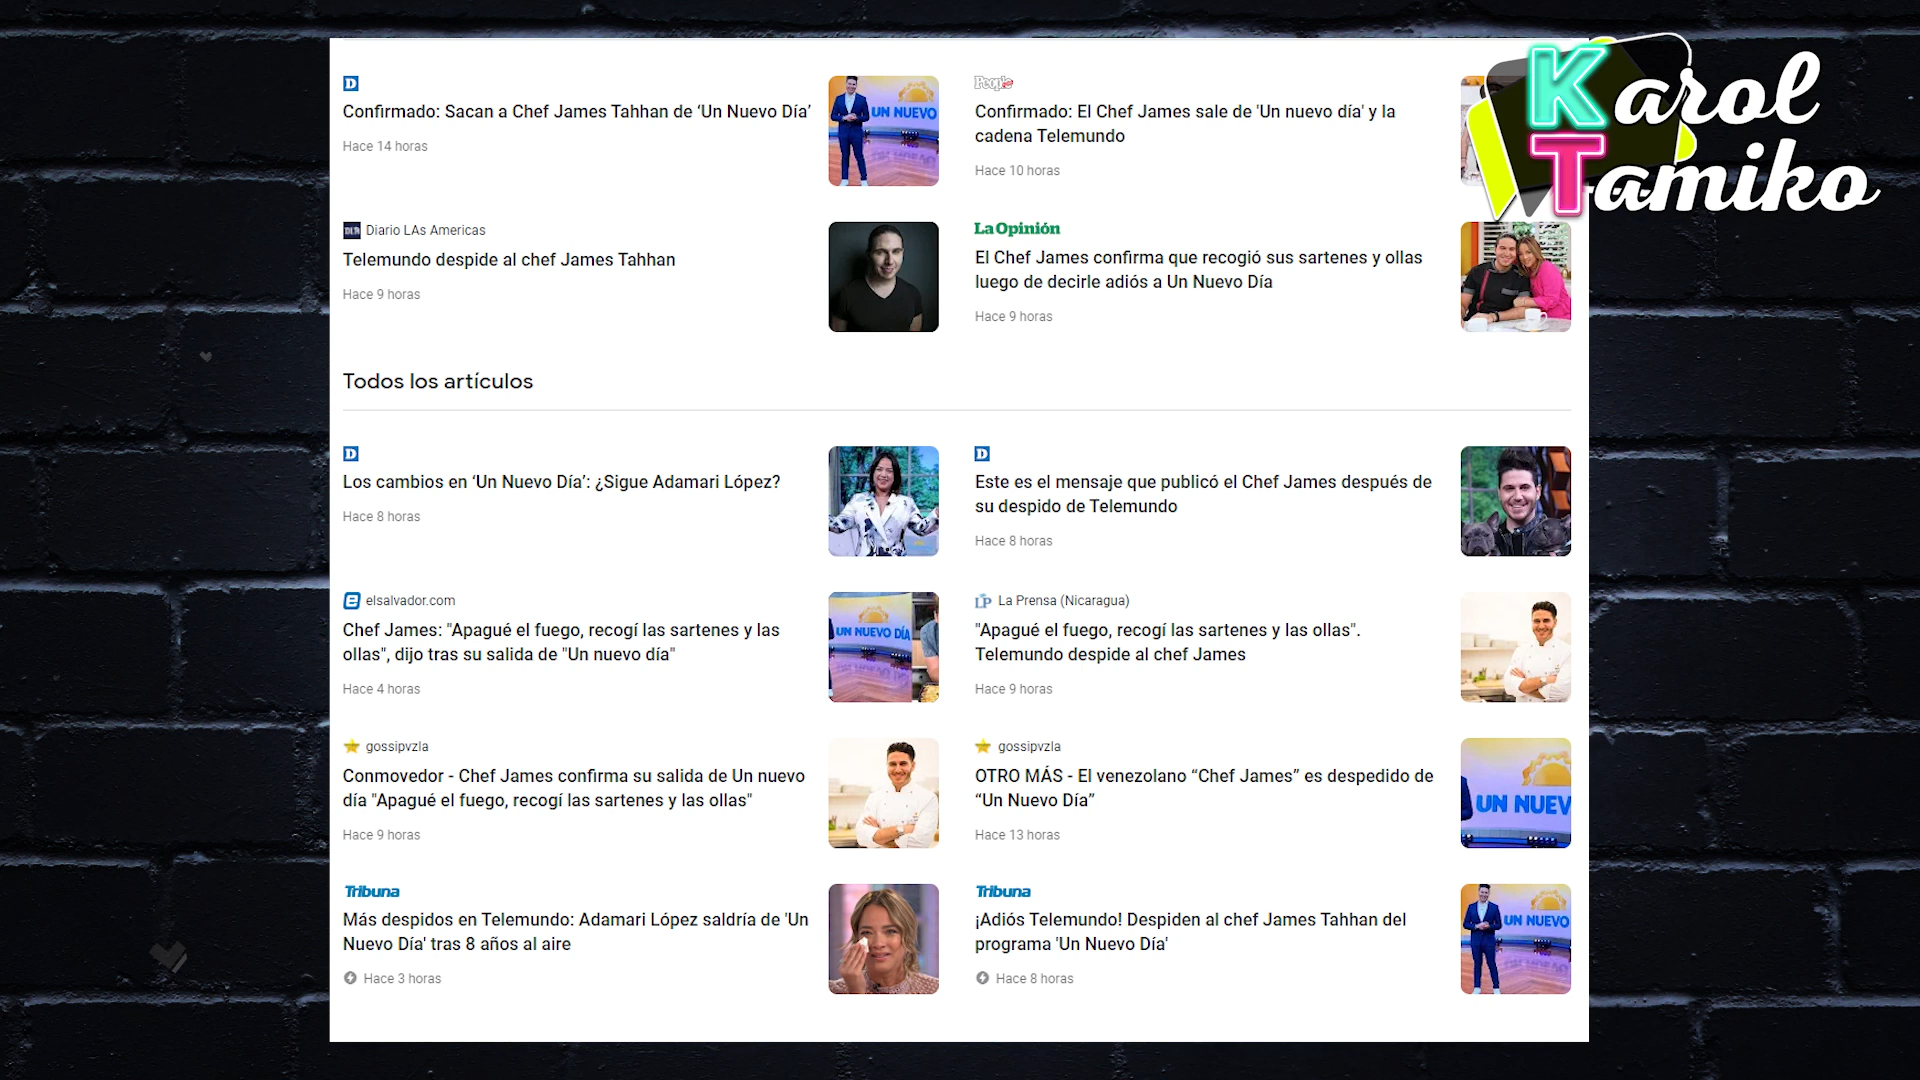 Karol
Tamiko
D
Confirmado: Sacan a Chef James Tahhan de ‘Un Nuevo Día’
Hace 14 horas
UN NUEVO
People
Confirmado: El Chef James sale de 'Un nuevo día' y la
cadena Telemundo
Hace 10 horas
DLA Diario LAs Americas
Telemundo despide al chef James Tahhan
Hace 9 horas
La Opinión
El Chef James confirma que recogió sus sartenes y ollas
luego de decirle adiós a Un Nuevo Día
Hace 9 horas
Todos los artículos
D
Los cambios en ‘Un Nuevo Día’: ¿Sigue Adamari López?
Hace 8 horas
D
Este es el mensaje que publicó el Chef James después de
su despido de Telemundo
Hace 8 horas
e elsalvador.com
Chef James: "Apagué el fuego, recogí las sartenes y las
ollas", dijo tras su salida de "Un nuevo día"
Hace 4 horas
UN NUEVO DÍA
LP La Prensa (Nicaragua)
"Apagué el fuego, recogí las sartenes y las ollas".
Telemundo despide al chef James
Hace 9 horas
gossipvzla
Conmovedor - Chef James confirma su salida de Un nuevo
día "Apagué el fuego, recogí las sartenes y las ollas"
Hace 9 horas
gossipvzla
OTRO MÁS - El venezolano “Chef James” es despedido de
“Un Nuevo Día”
Hace 13 horas
UN NUEV
Tribuna
Más despidos en Telemundo: Adamari López saldría de 'Un
Nuevo Día' tras 8 años al aire
Hace 3 horas
Tribuna
¡Adiós Telemundo! Despiden al chef James Tahhan del
programa 'Un Nuevo Día'
Hace 8 horas
UN NUEVO